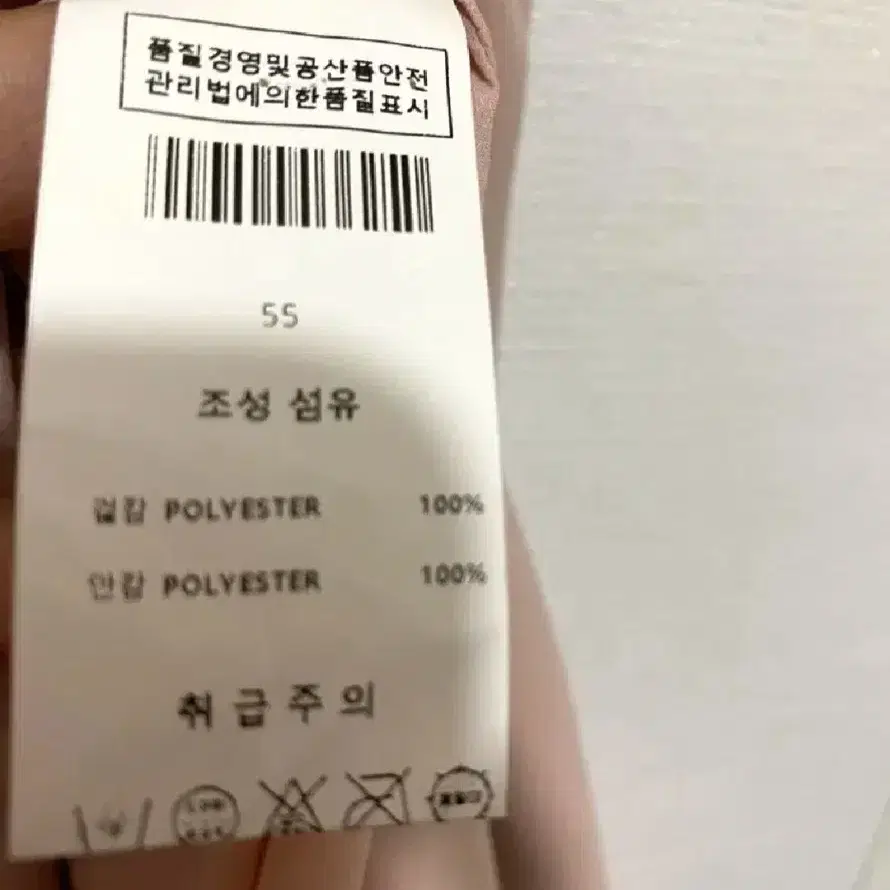 품질경영및공산품안전
관리법에의한품질표시
55
조성 섬유
겉감 POLYESTER 100%
안감 POLYESTER 100%
취급주의